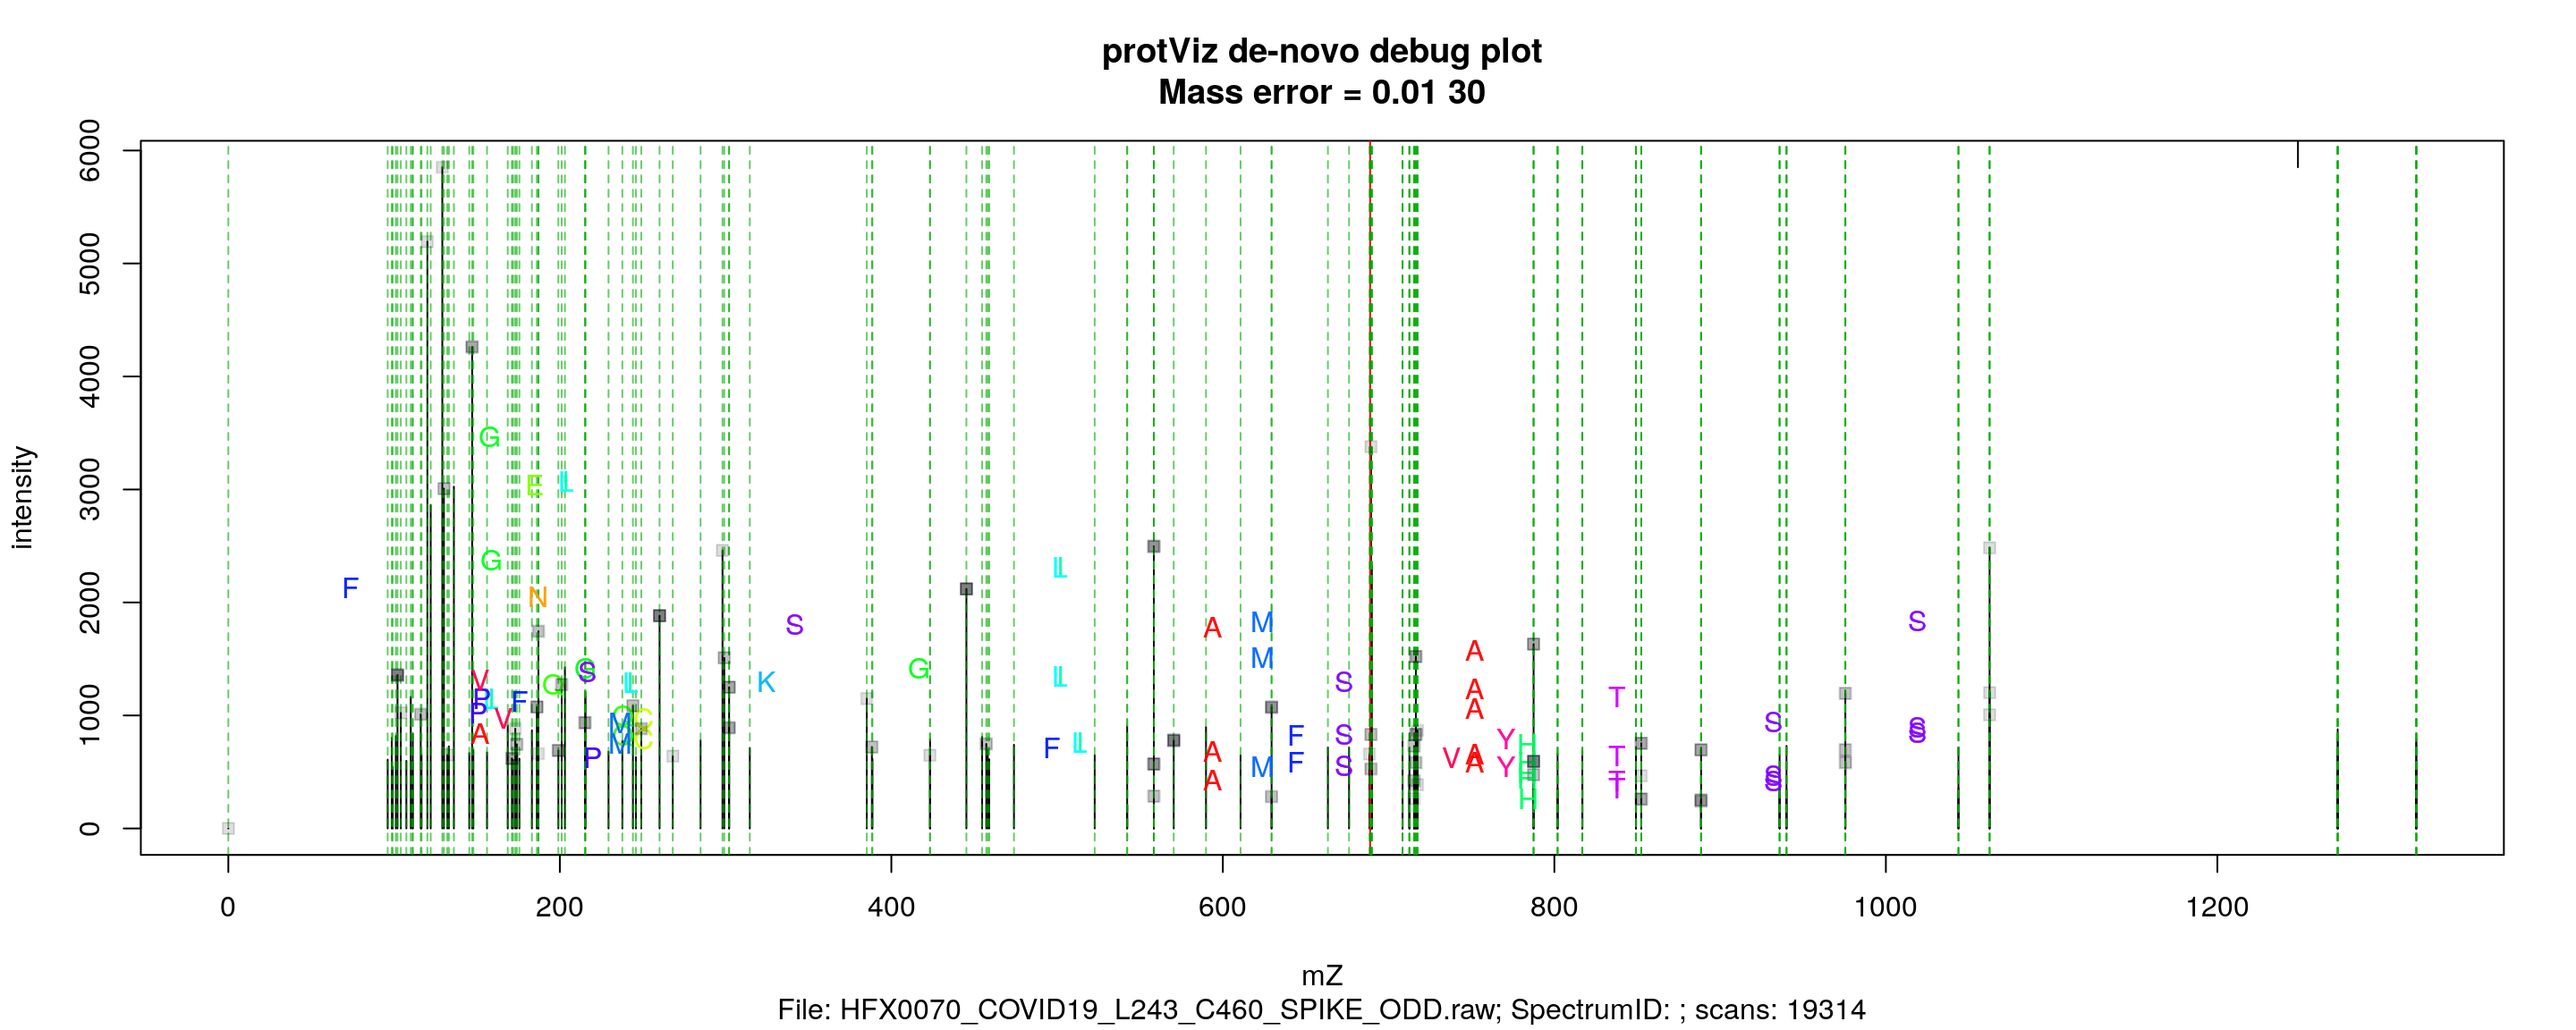 protViz de-novo debug plot
Mass error = 0.01 30
intensity
6000
5000
4000
3000
2000
1000
0
G
E
L
G
F
N
L
S
A
M
S
M
A
G
S
V
G
L
K
G
L
S
A
T
P
L
F
A
P
V
M
C
S
A
M
F
L
F
S
V
Y
H
S
P
A
M
F
S
Y
T
H
0 200 400 600 800 1000 1200
mZ
File: HFX0070_COVID19_L243_C460_SPIKE_ODD.raw; SpectrumID: ; scans: 19314